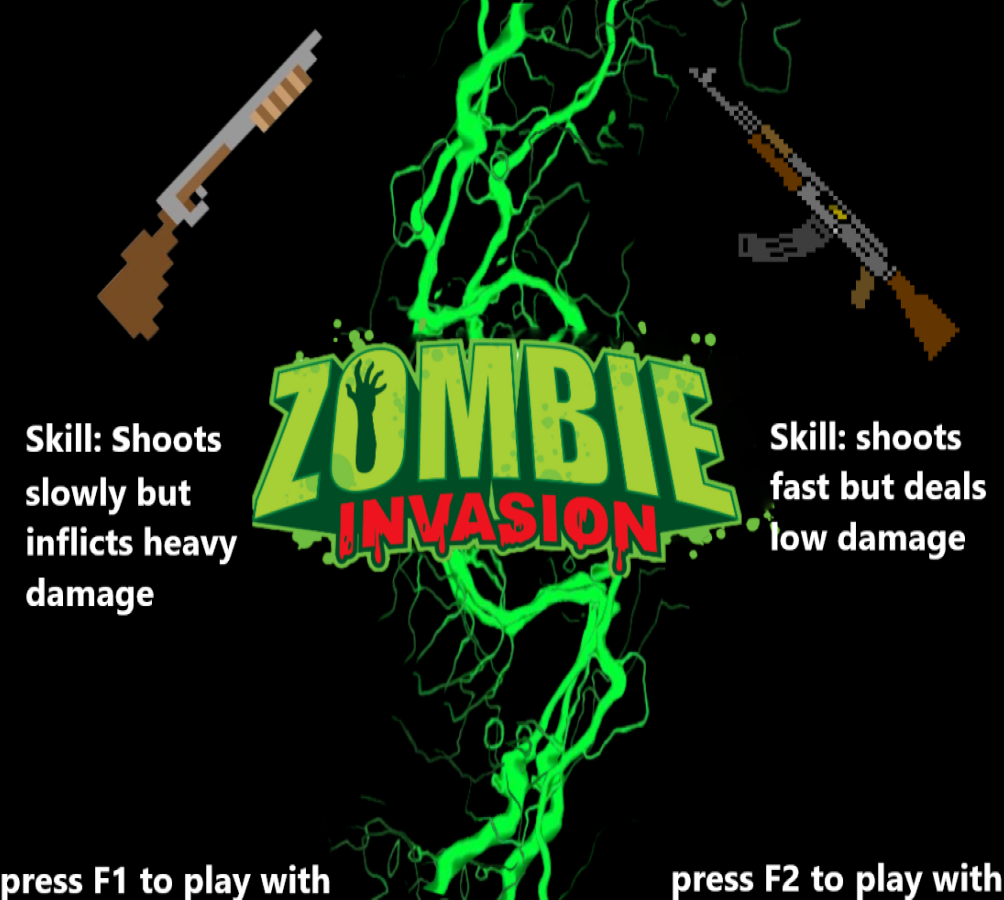 ZOMBIE
INVASION
Skill: Shoots
slowly but
inflicts heavy
damage
Skill: shoots
fast but deals
low damage
press F1 to play with
press F2 to play with